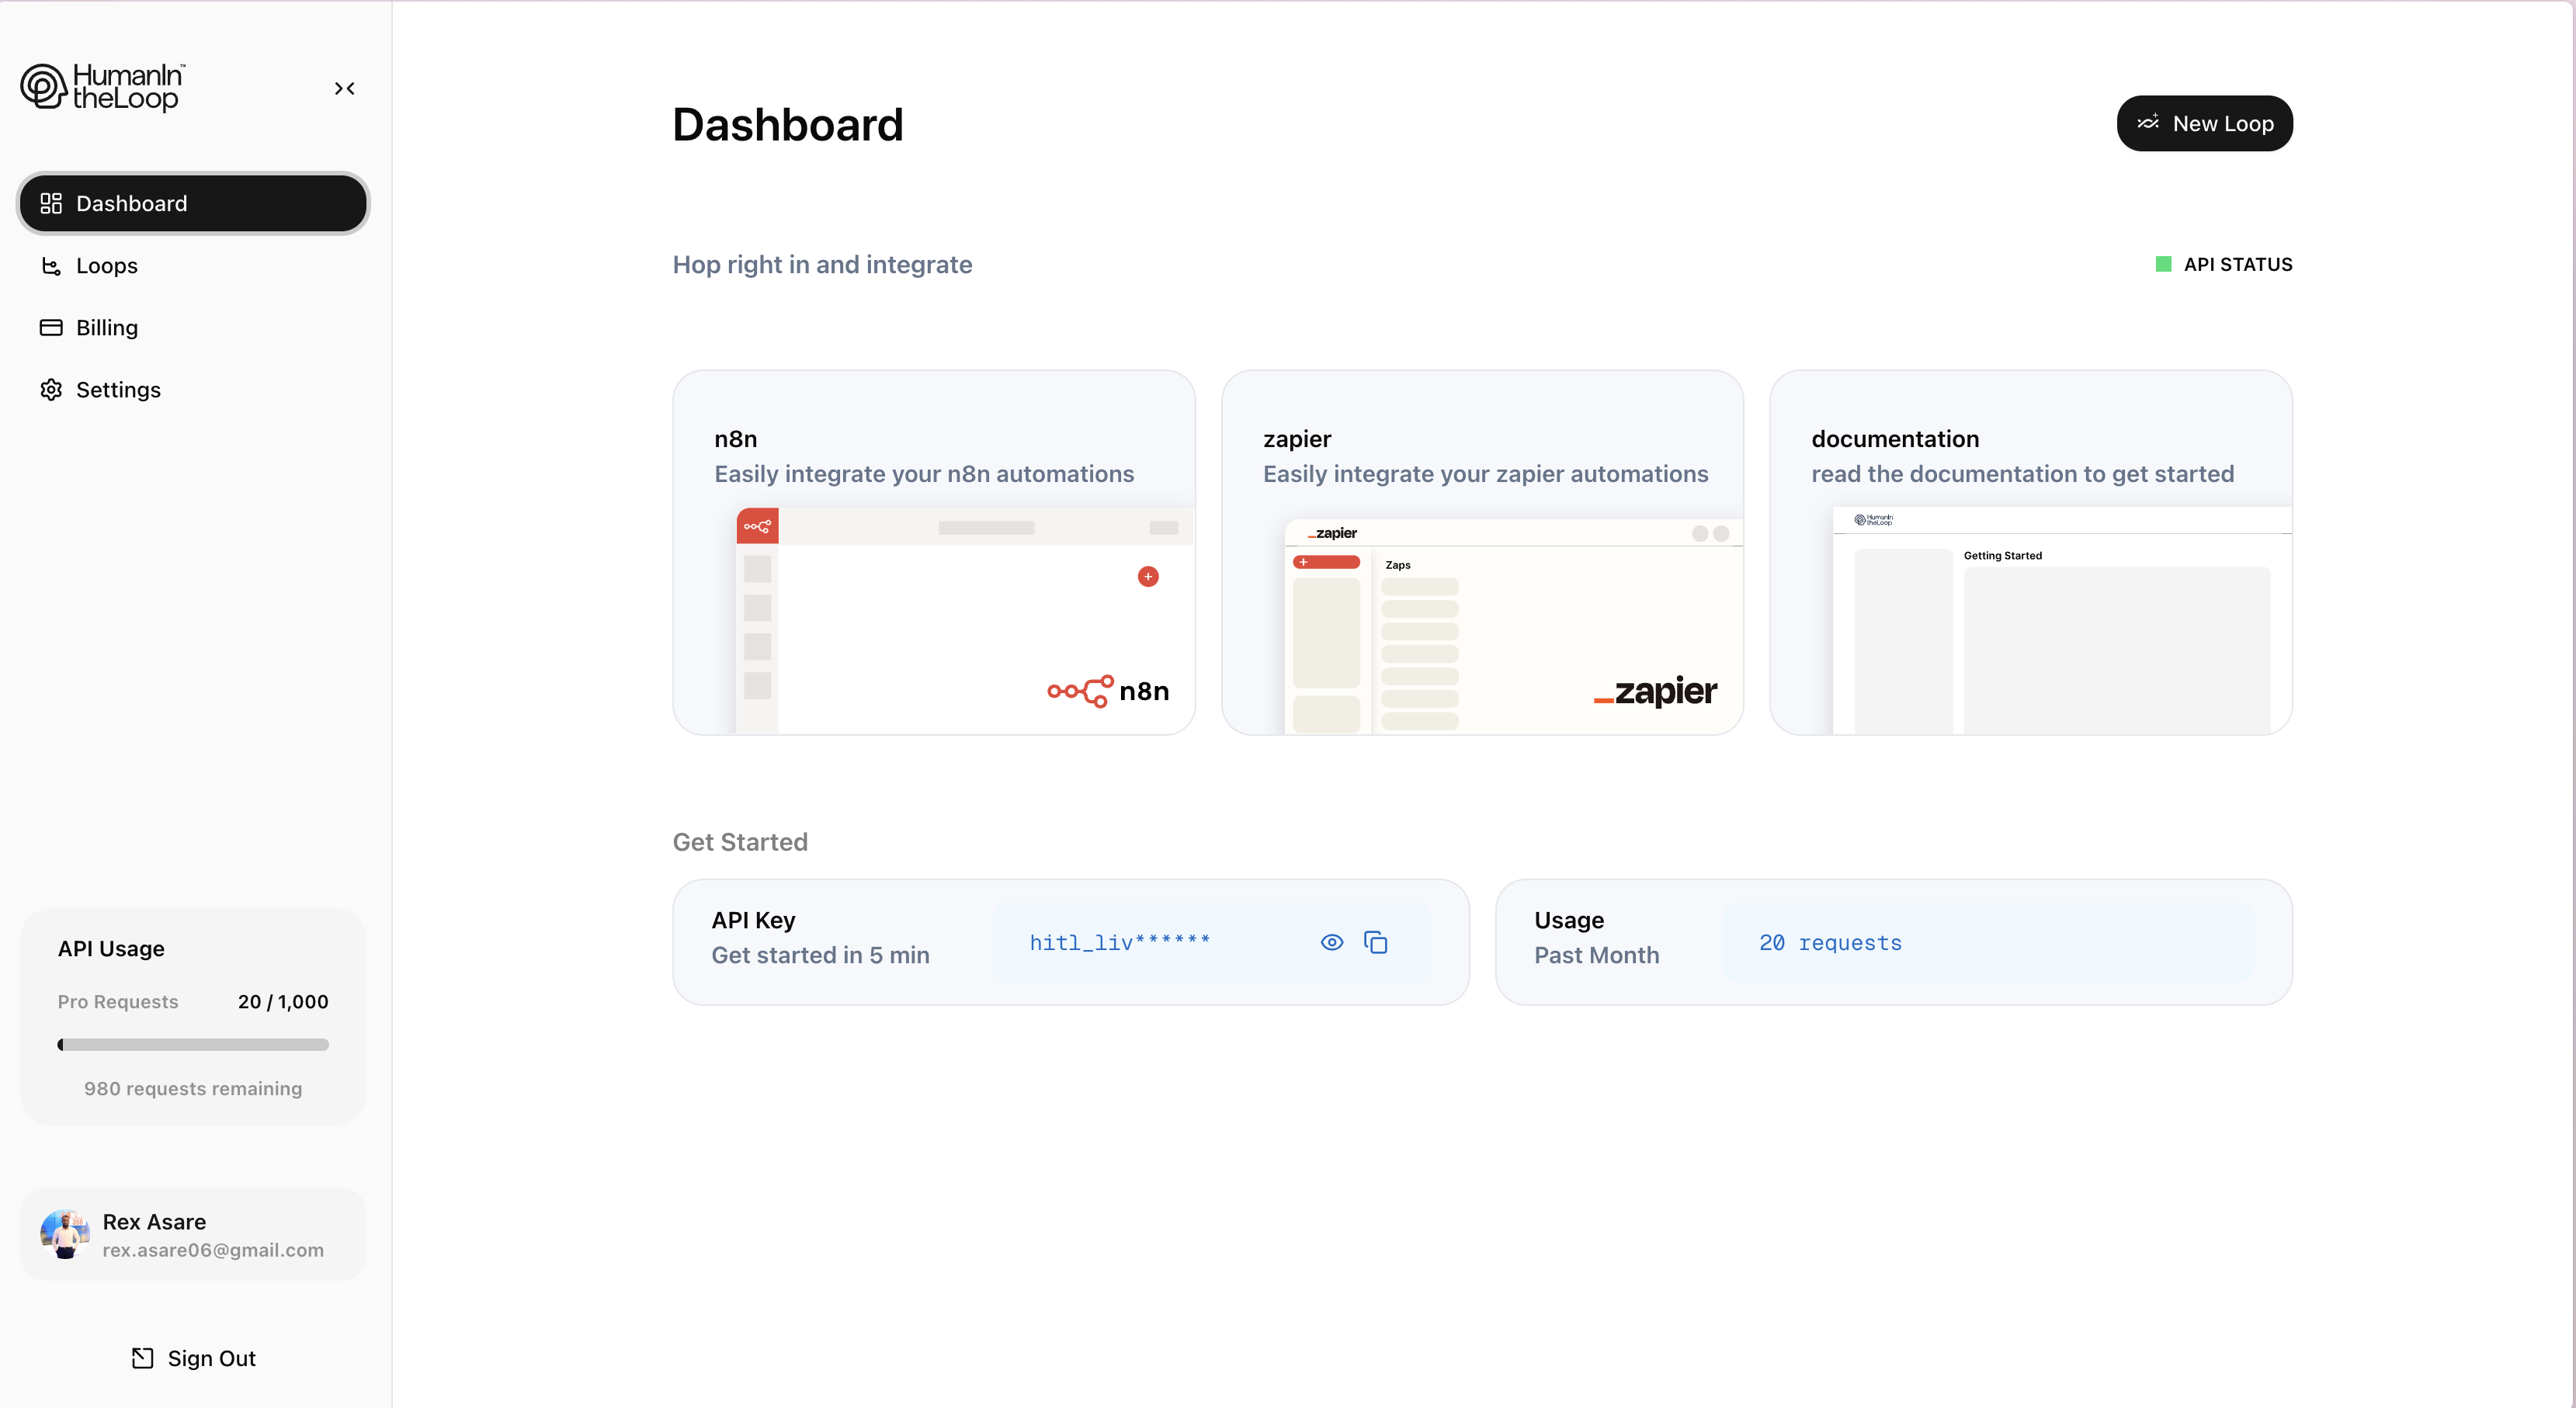 HumanIn™
theLoop
Dashboard
Loops
Billing
Settings
API Usage
Pro Requests 20 / 1,000
980 requests remaining
Rex Asare
rex.asare06@gmail.com
Sign Out
Dashboard
New Loop
Hop right in and integrate
API STATUS
n8n
Easily integrate your n8n automations
n8n
zapier
Easily integrate your zapier automations
_zapier
Zaps
_zapier
documentation
read the documentation to get started
HumanIn
theLoop
Getting Started
Get Started
API Key
Get started in 5 min
hitl_liv******
Usage
Past Month
20 requests